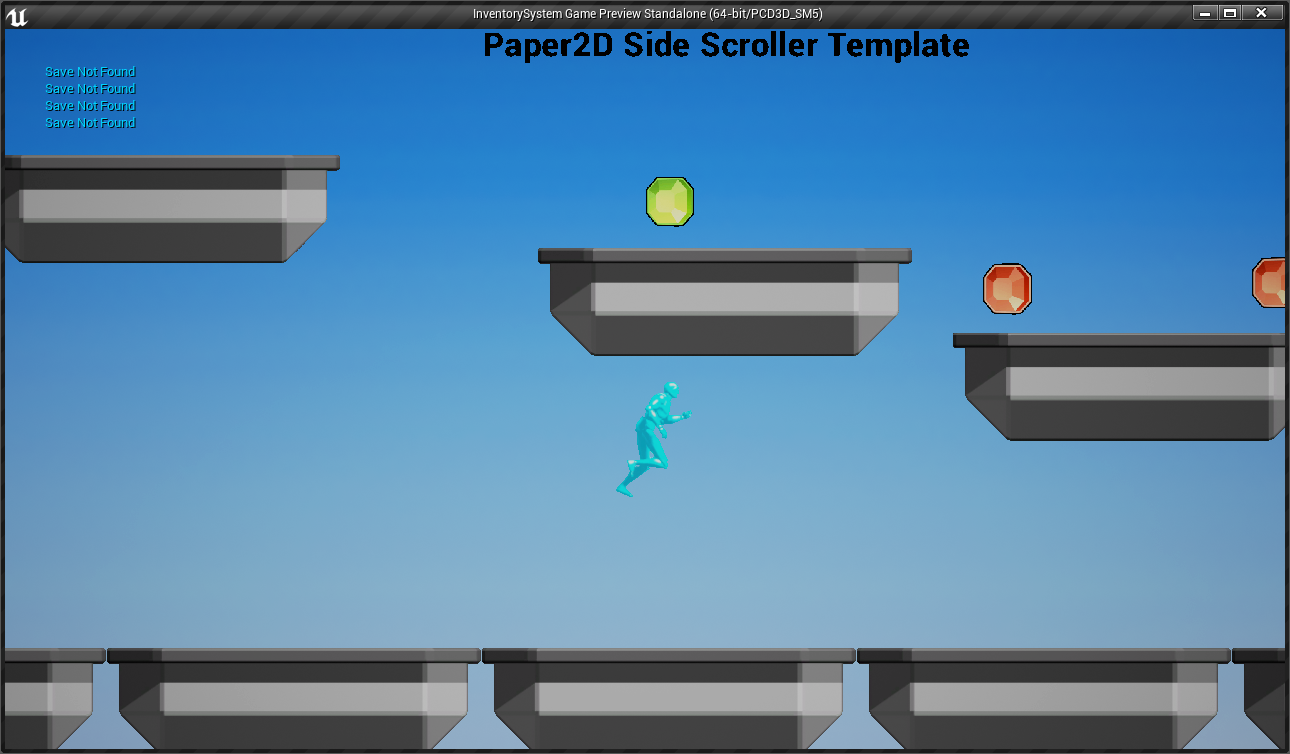 InventorySystem Game Preview Standalone (64-bit/PCD3D_SM5)
Paper2D Side Scroller Template
Save Not Found
Save Not Found
Save Not Found
Save Not Found